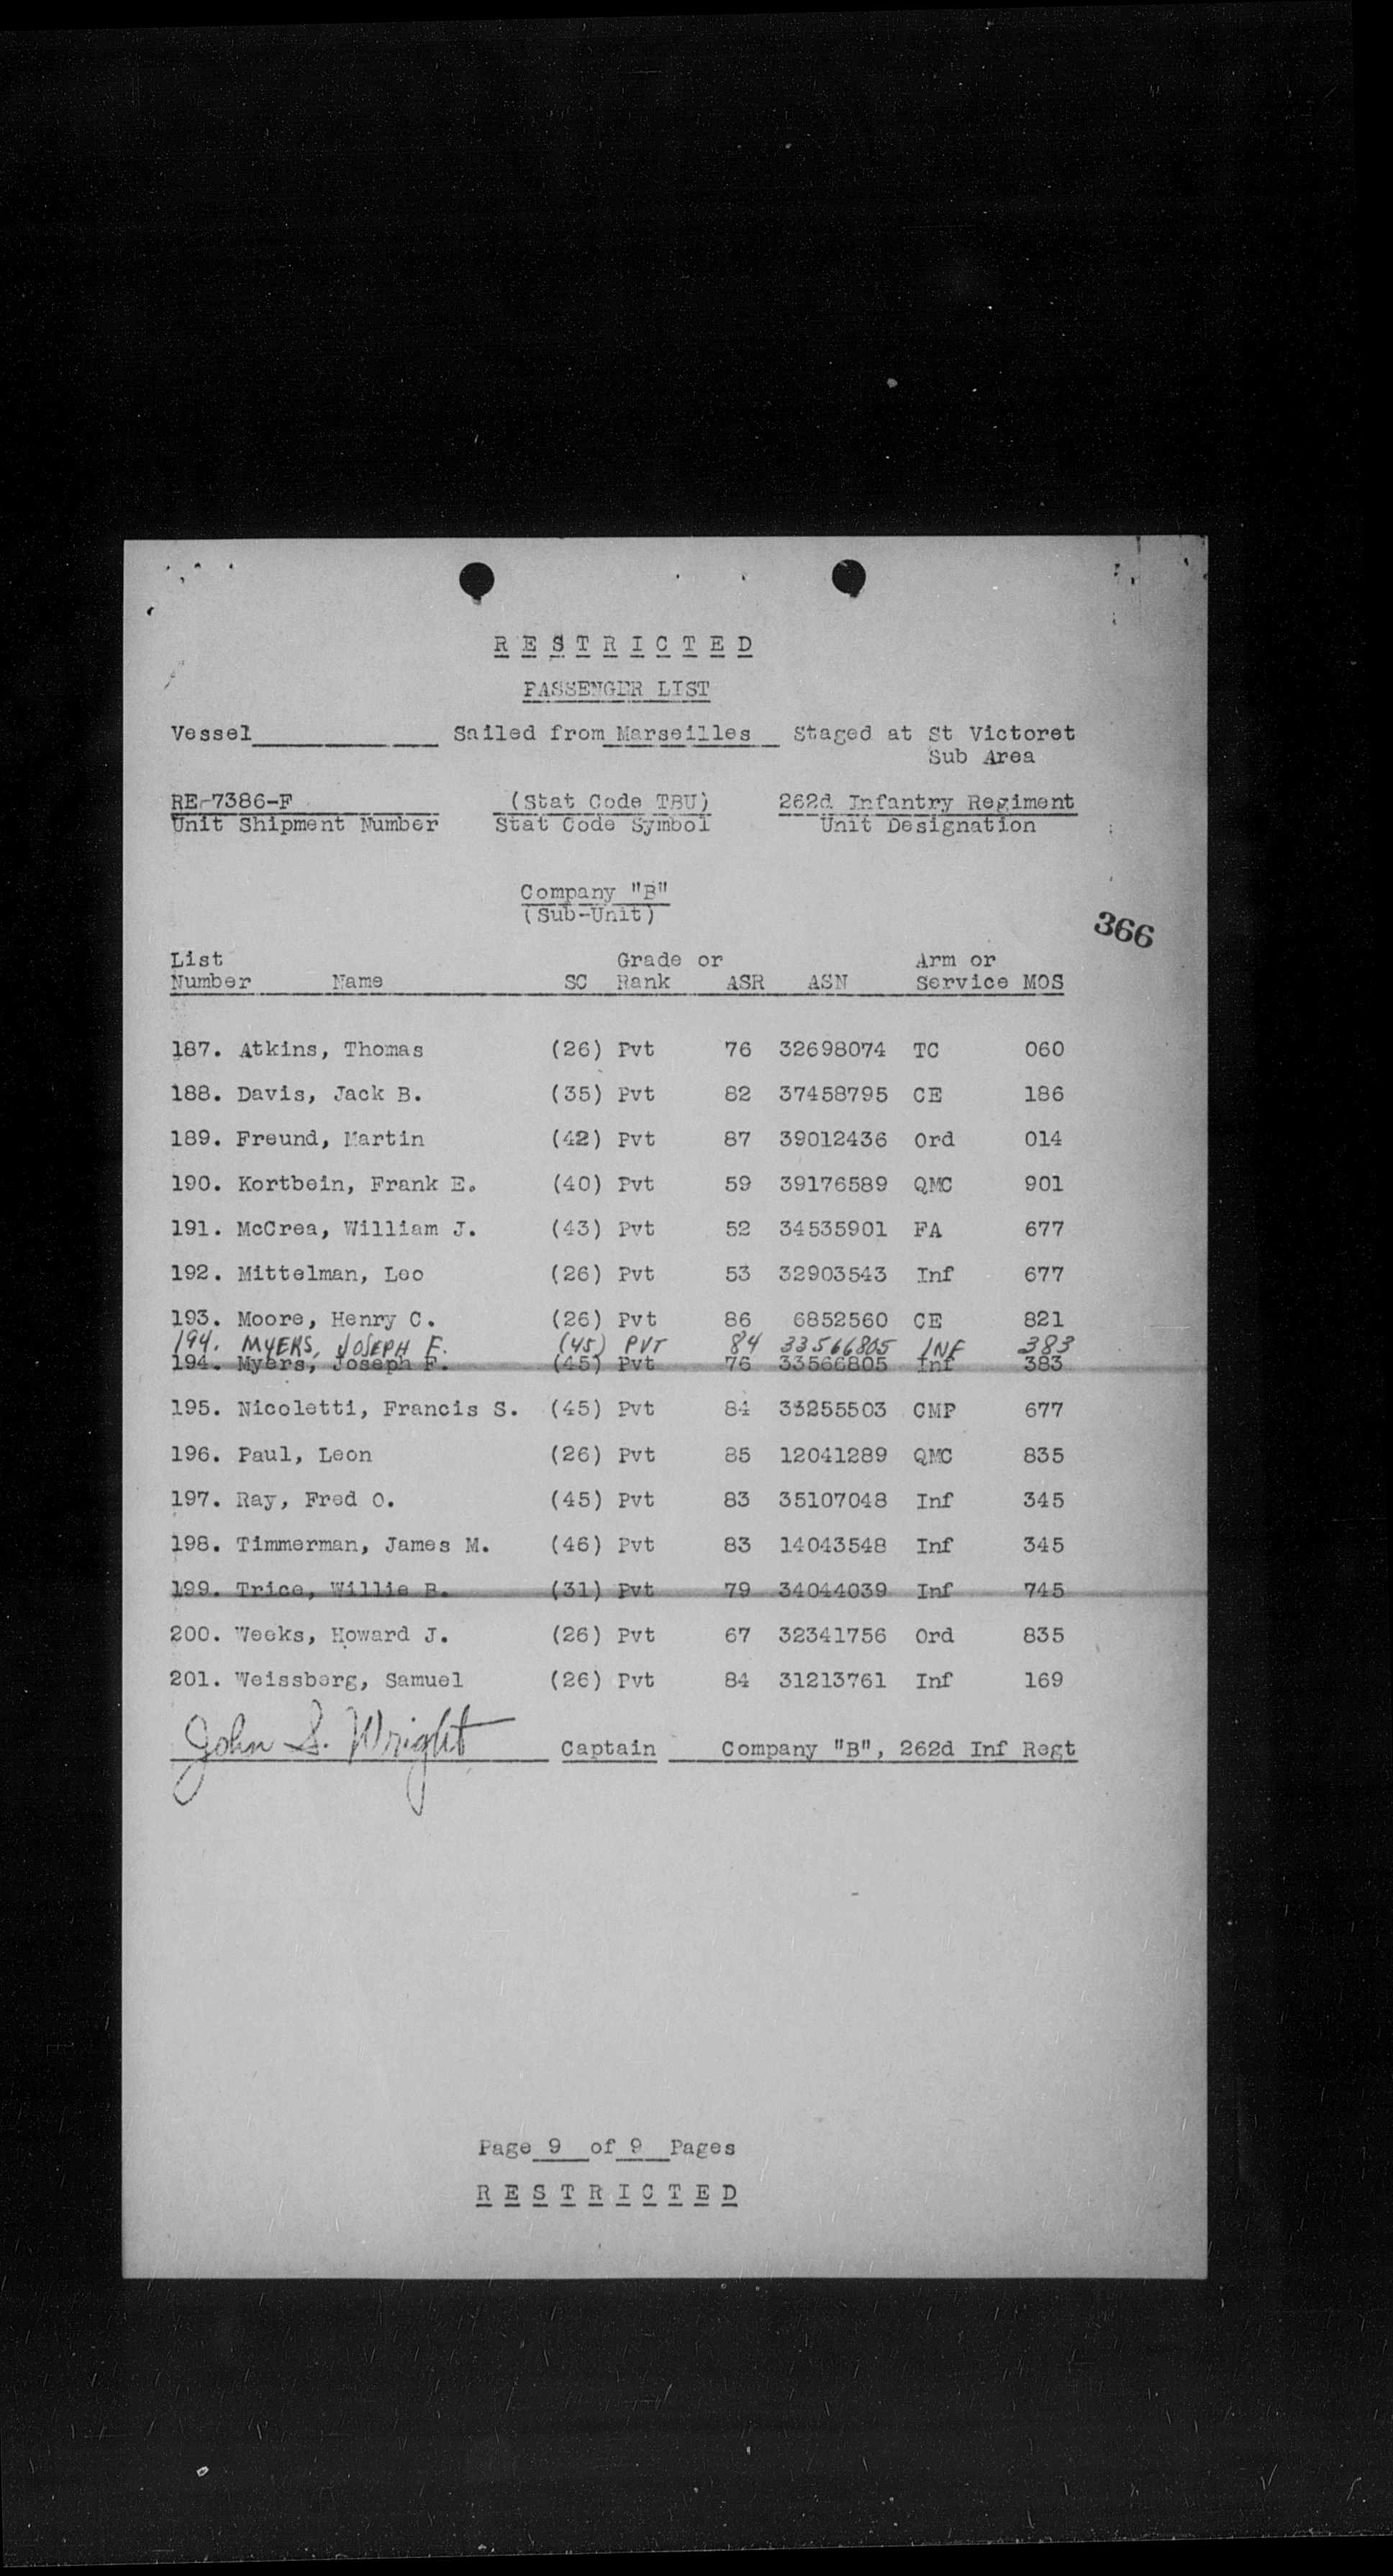 RESTRICTED
PASSENGER LIST
Vessel Sailed from Marseilles Staged at St Victoret
Sub Area
RE-7386-F (Stat Code TBU) 262d Infantry Regiment
Unit Shipment Number Stat Code Symbol Unit Designation
Company "B"
(Sub-Unit)
366
List Grade or Arm or
Number Name SC Rank ASR ASN Service MOS
187. Atkins, Thomas (26) Pvt 76 32698074 TC 060
188. Davis, Jack B. (35) Pvt 82 37458795 CE 186
189. Freund, Martin (42) Pvt 87 39012436 Ord 014
190. Kortbein, Frank E. (40) Pvt 59 39176589 QMC 901
191. McCrea, William J. (43) Pvt 52 34535901 FA 677
192. Mittelman, Leo (26) Pvt 53 32903543 Inf 677
193. Moore, Henry C. (26) Pvt 86 6852560 CE 821
194. MYERS, JOSEPH F. (45) PVT 84 33566805 INF 383
194. Myers, Joseph F. (45) Pvt 76 33566805 Inf 383
195. Nicoletti, Francis S. (45) Pvt 84 33255503 CMP 677
196. Paul, Leon (26) Pvt 85 12041289 QMC 835
197. Ray, Fred O. (45) Pvt 83 35107048 Inf 345
198. Timmerman, James M. (46) Pvt 83 14043548 Inf 345
199. Trice, Willie B. (31) Pvt 79 34044039 Inf 745
200. Weeks, Howard J. (26) Pvt 67 32341756 Ord 835
201. Weissberg, Samuel (26) Pvt 84 31213761 Inf 169
John S. Wright Captain Company "B", 262d Inf Regt
Page 9 of 9 Pages
RESTRICTED